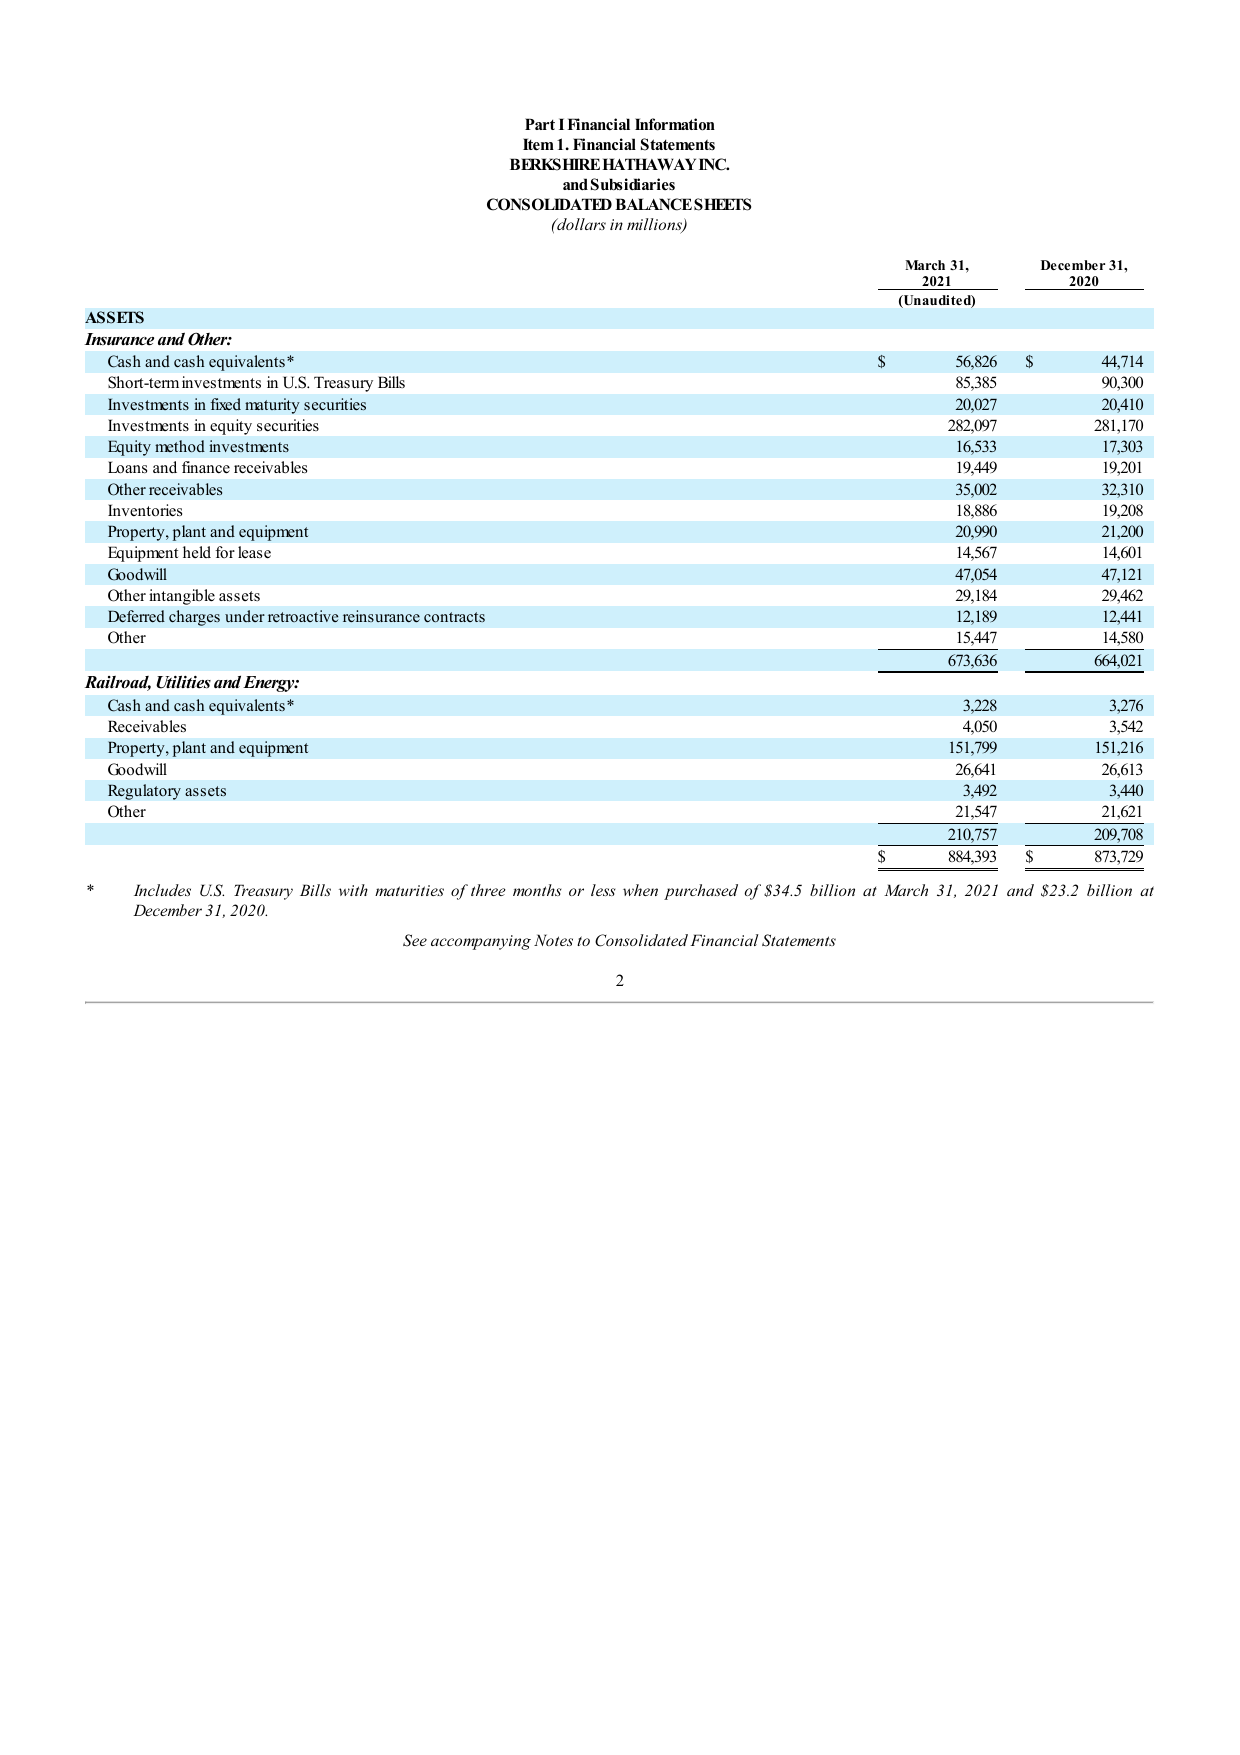 Part I Financial Information
Item 1. Financial Statements
BERKSHIRE HATHAWAY INC.
and Subsidiaries
CONSOLIDATED BALANCE SHEETS
(dollars in millions)
March 31, 2021 December 31, 2020
(Unaudited)
ASSETS
Insurance and Other:
Cash and cash equivalents* $ 56,826 $ 44,714
Short-term investments in U.S. Treasury Bills 85,385 90,300
Investments in fixed maturity securities 20,027 20,410
Investments in equity securities 282,097 281,170
Equity method investments 16,533 17,303
Loans and finance receivables 19,449 19,201
Other receivables 35,002 32,310
Inventories 18,886 19,208
Property, plant and equipment 20,990 21,200
Equipment held for lease 14,567 14,601
Goodwill 47,054 47,121
Other intangible assets 29,184 29,462
Deferred charges under retroactive reinsurance contracts 12,189 12,441
Other 15,447 14,580
673,636 664,021
Railroad, Utilities and Energy:
Cash and cash equivalents* 3,228 3,276
Receivables 4,050 3,542
Property, plant and equipment 151,799 151,216
Goodwill 26,641 26,613
Regulatory assets 3,492 3,440
Other 21,547 21,621
210,757 209,708
$ 884,393 $ 873,729
* Includes U.S. Treasury Bills with maturities of three months or less when purchased of $34.5 billion at March 31, 2021 and $23.2 billion at
December 31, 2020.
See accompanying Notes to Consolidated Financial Statements
2